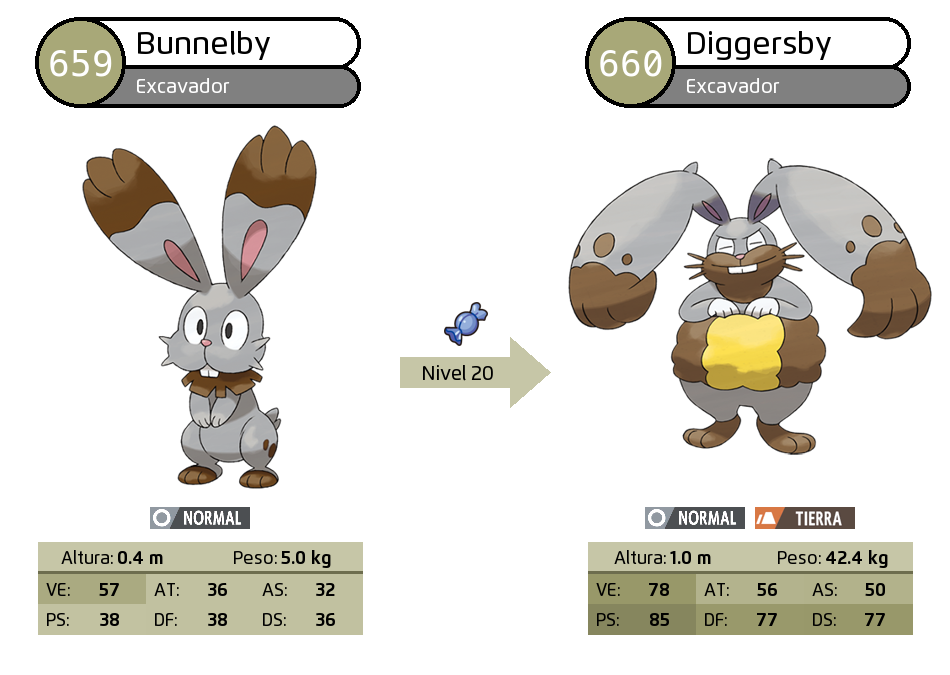 659 Bunnelby
Excavador
660 Diggersby
Excavador
Nivel 20
NORMAL
NORMAL TIERRA
Altura: 0.4 m Peso: 5.0 kg
VE: 57 AT: 36 AS: 32
PS: 38 DF: 38 DS: 36
Altura: 1.0 m Peso: 42.4 kg
VE: 78 AT: 56 AS: 50
PS: 85 DF: 77 DS: 77